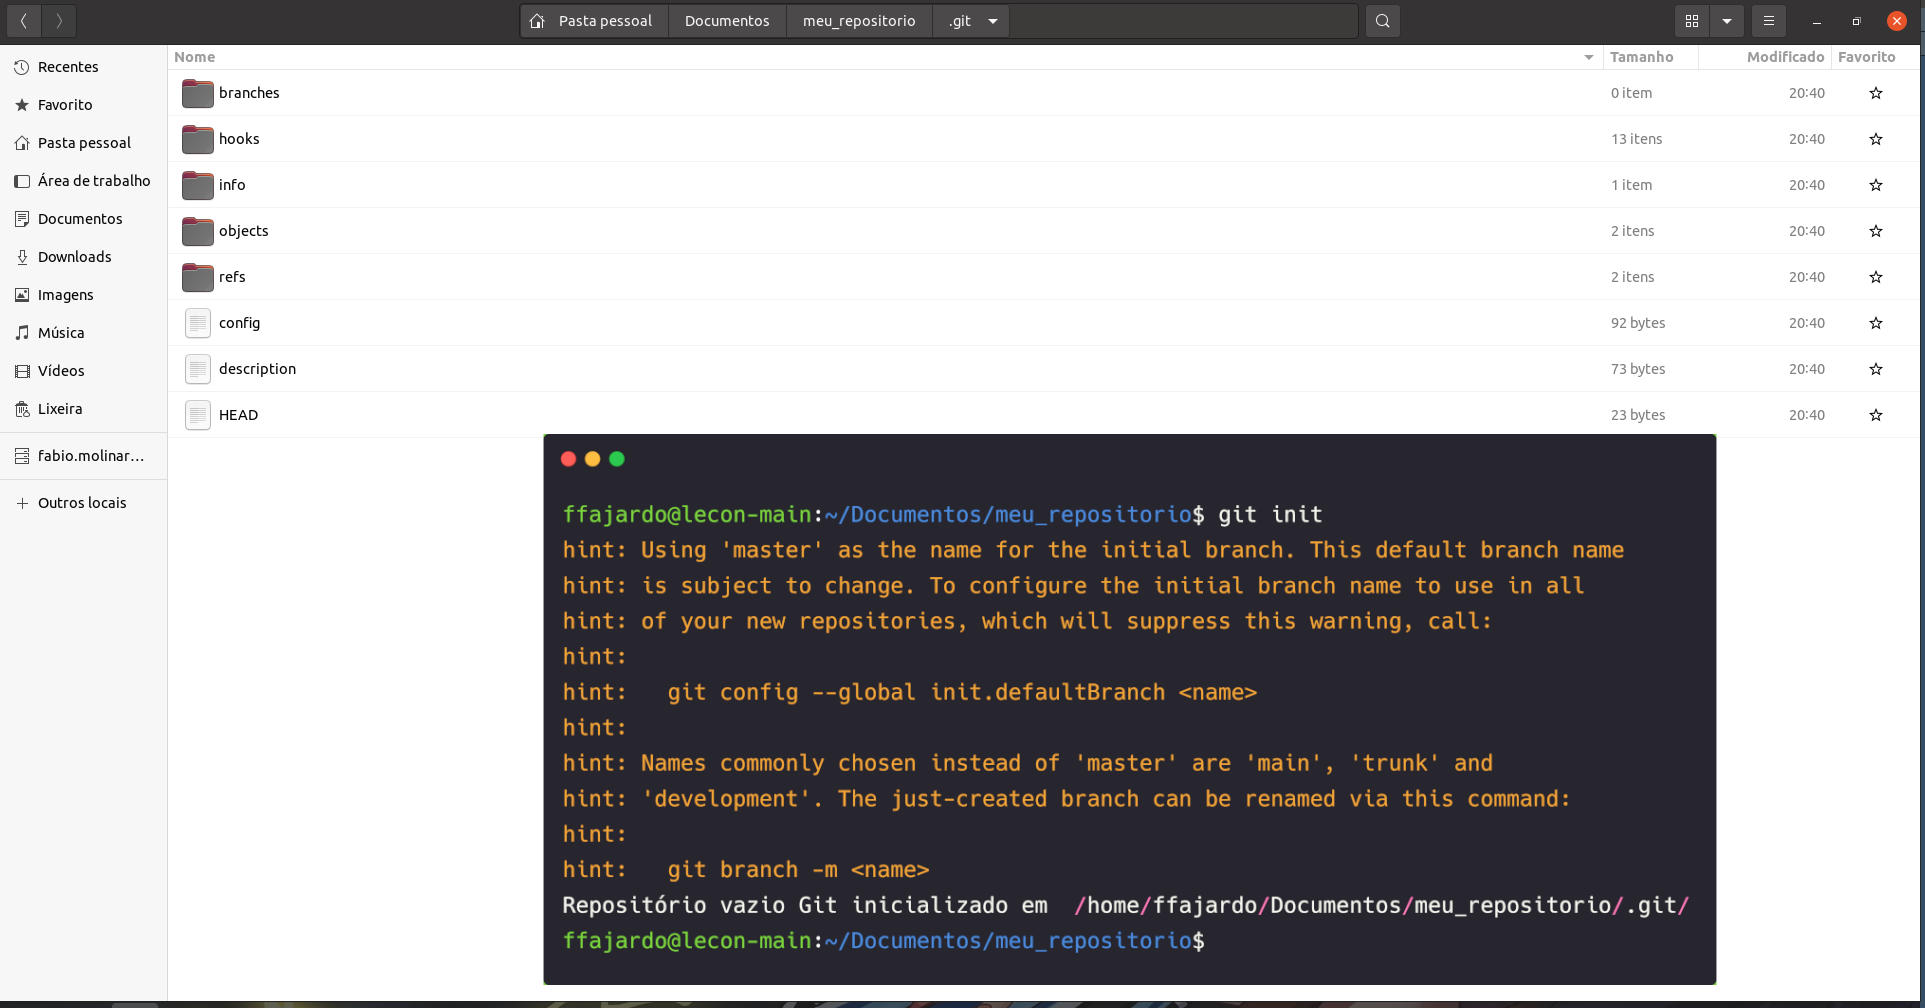 Pasta pessoal Documentos meu_repositorio .git
Nome Tamanho Modificado Favorito
Recentes
Favorito
Pasta pessoal
Área de trabalho
Documentos
Downloads
Imagens
Música
Vídeos
Lixeira
fabio.molinar...
Outros locais
branches 0 item 20:40
hooks 13 itens 20:40
info 1 item 20:40
objects 2 itens 20:40
refs 2 itens 20:40
config 92 bytes 20:40
description 73 bytes 20:40
HEAD 23 bytes 20:40
ffajardo@lecon-main:~/Documentos/meu_repositorio$ git init
hint: Using 'master' as the name for the initial branch. This default branch name
hint: is subject to change. To configure the initial branch name to use in all
hint: of your new repositories, which will suppress this warning, call:
hint:
hint:   git config --global init.defaultBranch <name>
hint:
hint: Names commonly chosen instead of 'master' are 'main', 'trunk' and
hint: 'development'. The just-created branch can be renamed via this command:
hint:
hint:   git branch -m <name>
Repositório vazio Git inicializado em  /home/ffajardo/Documentos/meu_repositorio/.git/
ffajardo@lecon-main:~/Documentos/meu_repositorio$